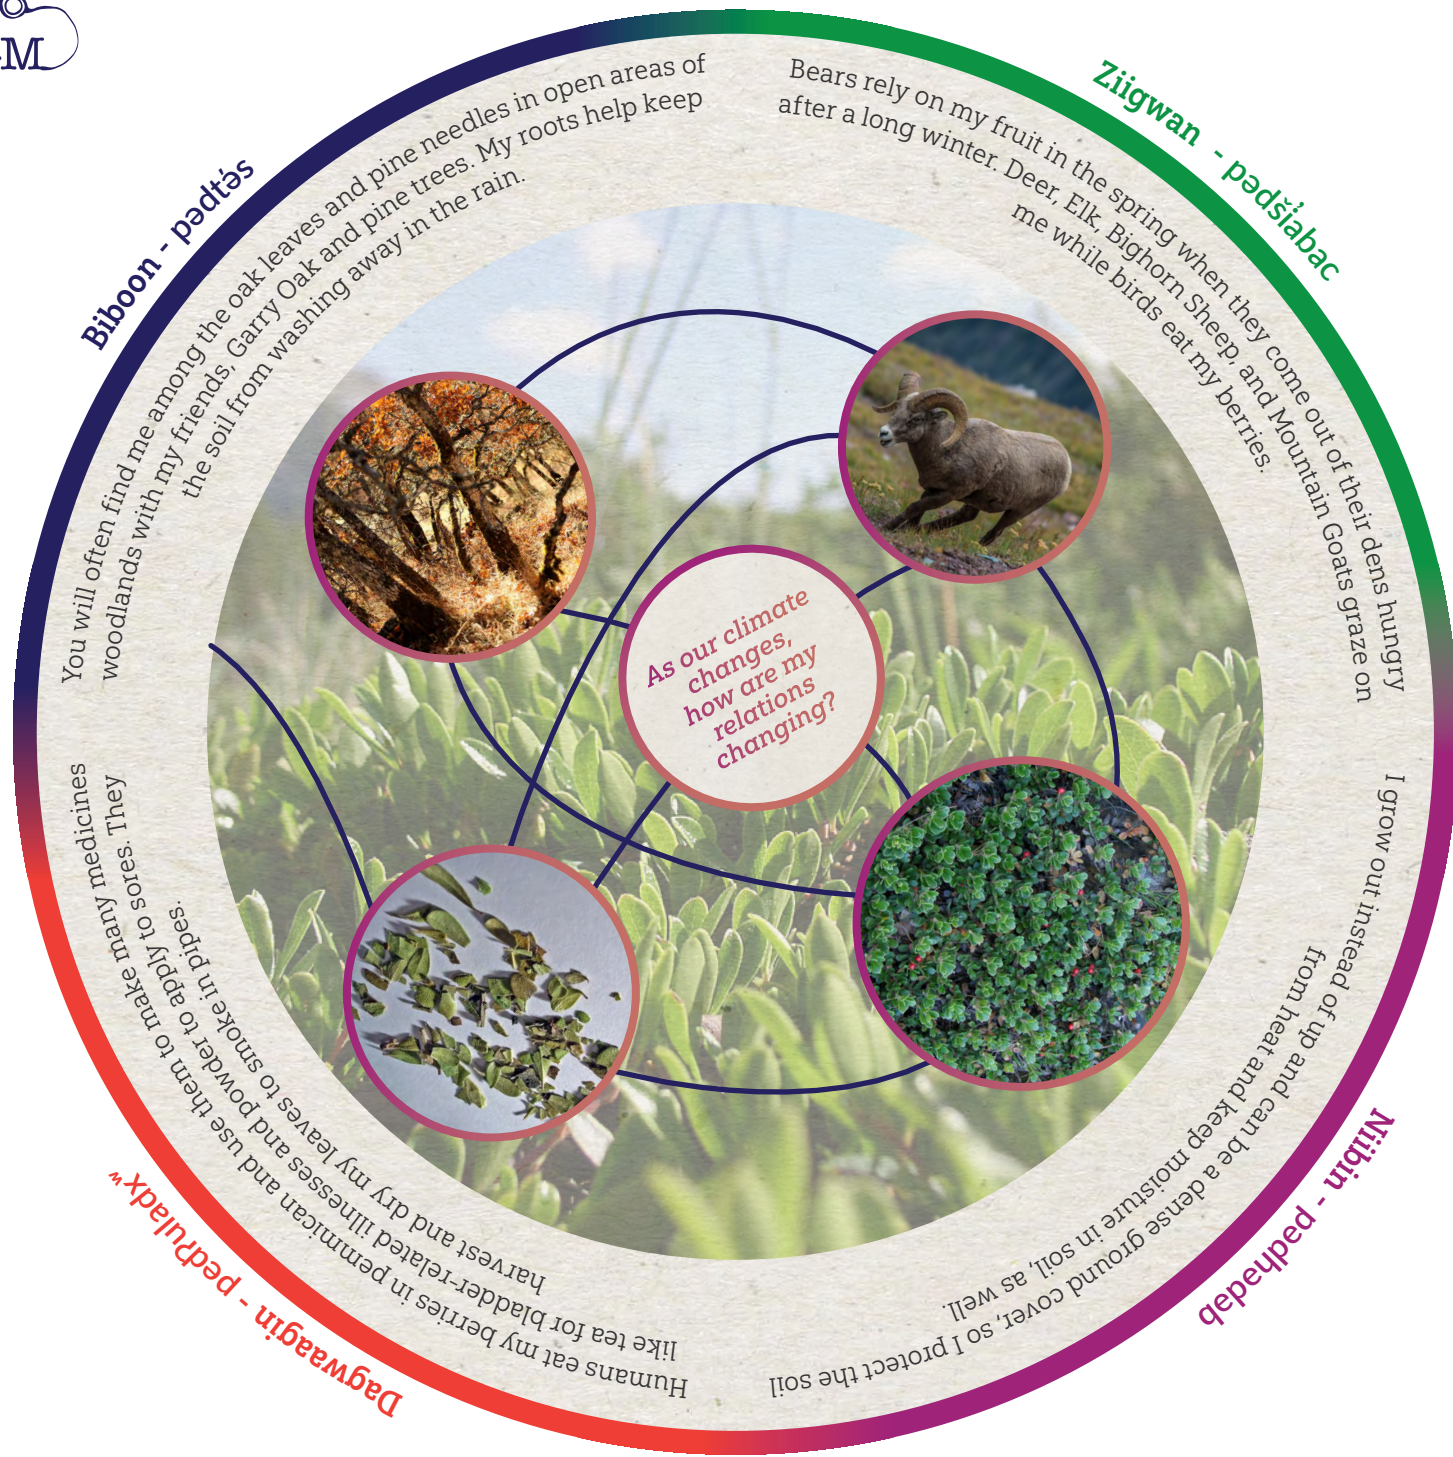 M
Biboon - pədtə́s
You will often find me among the oak leaves and pine needles in open areas of
woodlands with my friends, Garry Oak and pine trees. My roots help keep
the soil from washing away in the rain.
Ziigwan - pədši̓abac
Bears rely on my fruit in the spring when they come out of their dens hungry
after a long winter. Deer, Elk, Bighorn Sheep, and Mountain Goats graze on
me while birds eat my berries.
As our climate
changes,
how are my
relations
changing?
Niibin - pədhədəb
I grow out instead of up and can be a dense ground cover, so I protect the soil
from heat and keep moisture in soil, as well.
Dagwaagin - pədʔuladxʷ
Humans eat my berries in pemmican and use them to make many medicines
like tea for bladder-related illnesses and powder to apply to sores. They
harvest and dry my leaves to smoke in pipes.